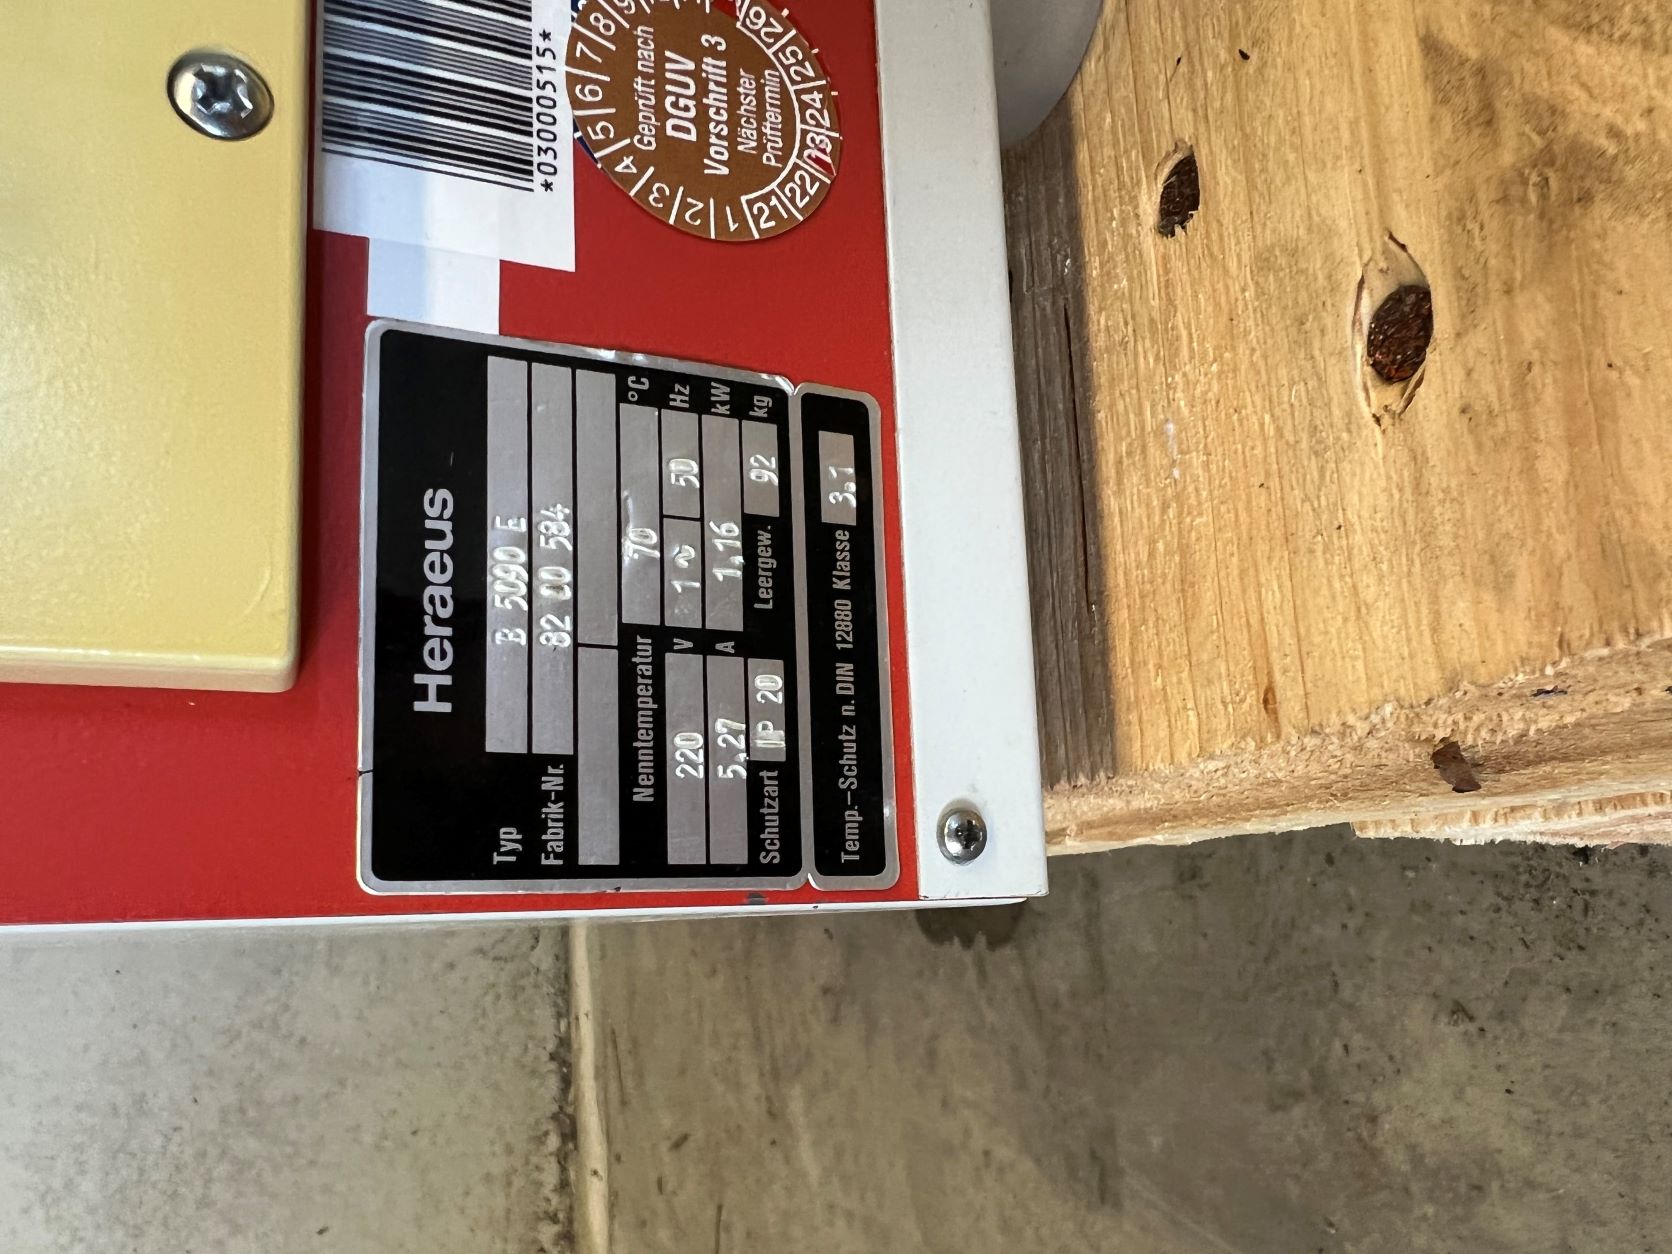 Heraeus
Typ B 5090 E
Fabrik-Nr. 82 00 584
Nenntemperatur 70 °C
220 V 1~ 50 Hz
5,27 A 1,16 kW
Schutzart IP 20 Leergew. 92 kg
Temp.-Schutz n. DIN 12880 Klasse 3.1
*030000515*
1 2 3 4 5 6 7 8 9
Geprüft nach
DGUV
Vorschrift 3
Nächster
Prüftermin
21 22 23 24 25 26